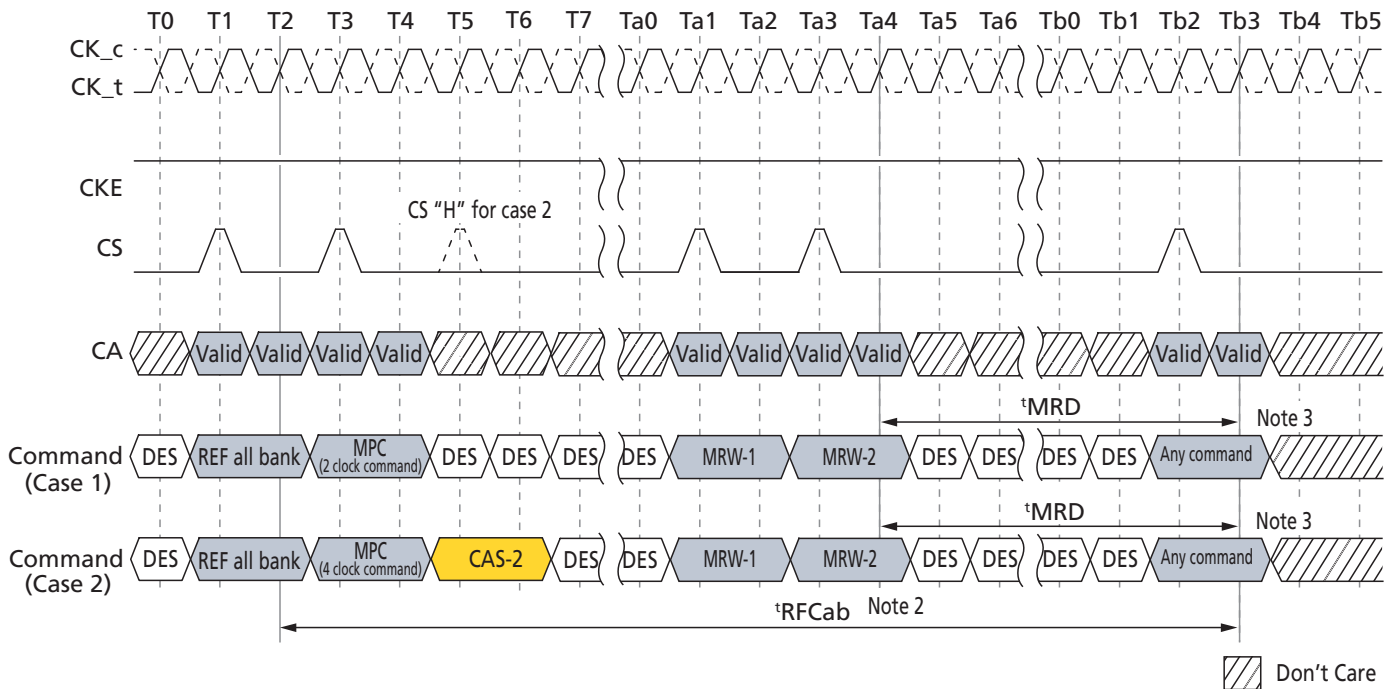 T0 T1 T2 T3 T4 T5 T6 T7 Ta0 Ta1 Ta2 Ta3 Ta4 Ta5 Ta6 Tb0 Tb1 Tb2 Tb3 Tb4 Tb5
CK_c
CK_t
CKE
CS "H" for case 2
CS
CA Valid Valid Valid Valid Valid Valid Valid Valid Valid Valid
tMRD Note 3
Command (Case 1) DES REF all bank MPC (2 clock command) DES DES DES DES MRW-1 MRW-2 DES DES DES DES Any command
tMRD Note 3
Command (Case 2) DES REF all bank MPC (4 clock command) CAS-2 DES DES MRW-1 MRW-2 DES DES DES DES Any command
tRFCab Note 2
Don't Care